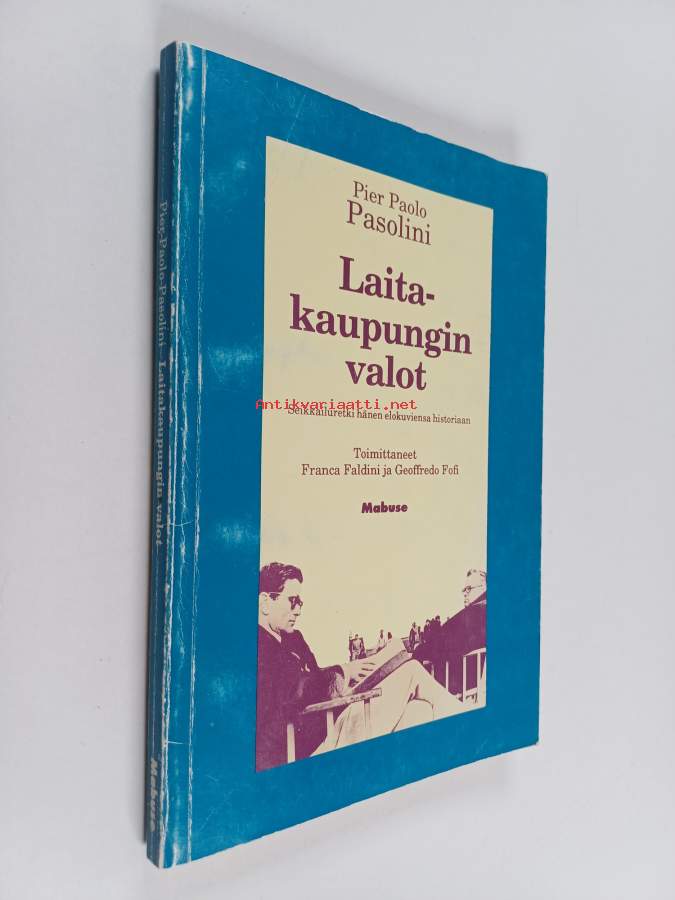 Pier Paolo
Pasolini
Laita-
kaupungin
valot
Antikvariaatti.net
Seikkailuretki hänen elokuviensa historiaan
Toimittaneet
Franca Faldini ja Geoffredo Fofi
Mabuse
Pier Paolo Pasolini Laitakaupungin valot
Mabuse